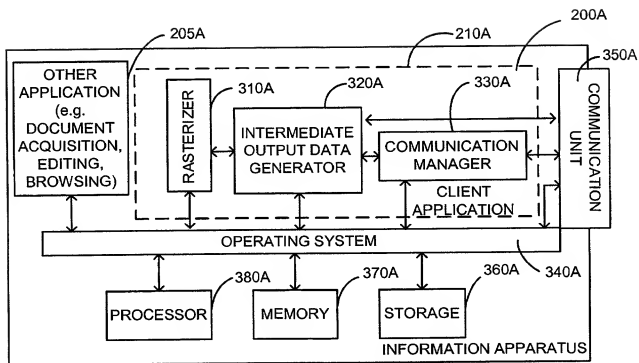 205A
210A
200A
350A
OTHER
APPLICATION
(e.g.
DOCUMENT
ACQUISITION,
EDITING,
BROWSING)
310A
320A
330A
RASTERIZER
INTERMEDIATE
OUTPUT DATA
GENERATOR
COMMUNICATION
MANAGER
CLIENT
APPLICATION
COMMUNICATION
UNIT
OPERATING SYSTEM
340A
380A
370A
360A
PROCESSOR
MEMORY
STORAGE
INFORMATION APPARATUS